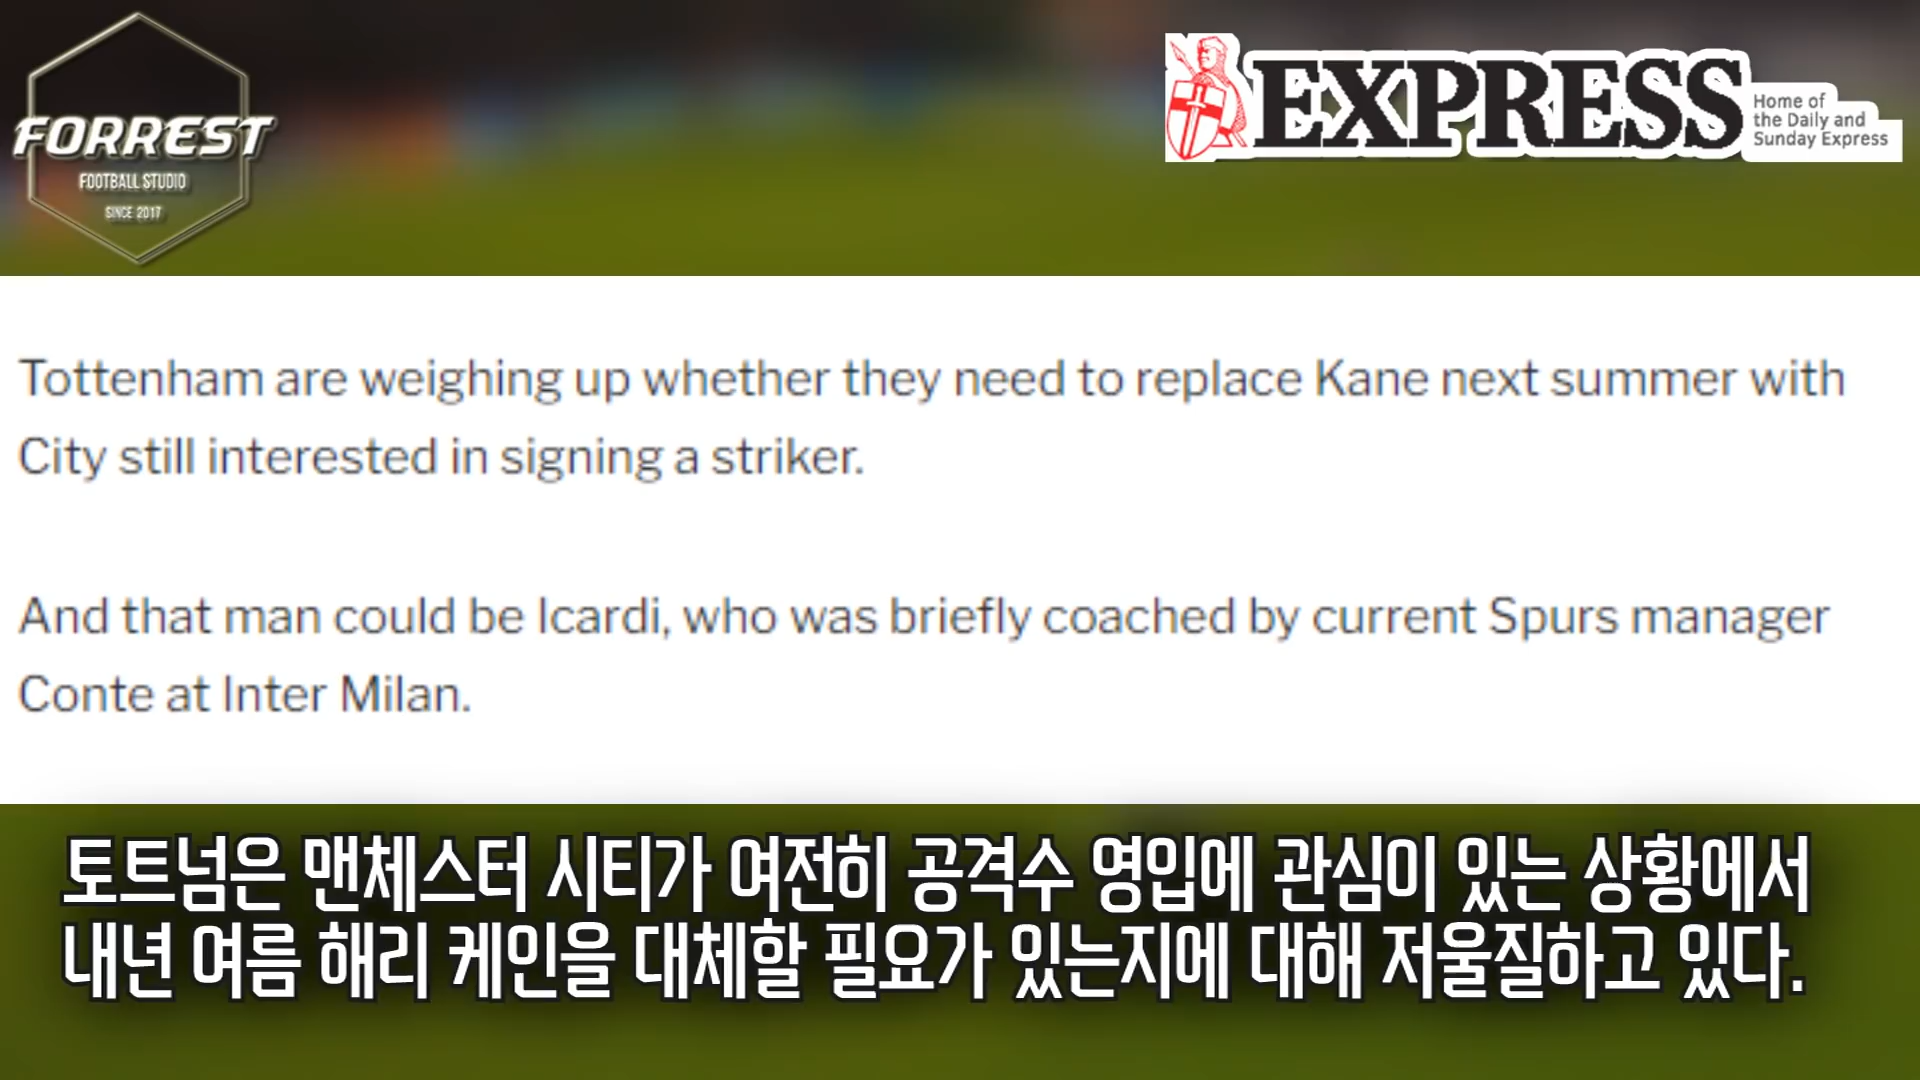 FORREST
FOOTBALL STUDIO
SINCE 2017
EXPRESS
Home of
the Daily and
Sunday Express
Tottenham are weighing up whether they need to replace Kane next summer with
City still interested in signing a striker.
And that man could be Icardi, who was briefly coached by current Spurs manager
Conte at Inter Milan.
토트넘은 맨체스터 시티가 여전히 공격수 영입에 관심이 있는 상황에서
내년 여름 해리 케인을 대체할 필요가 있는지에 대해 저울질하고 있다.